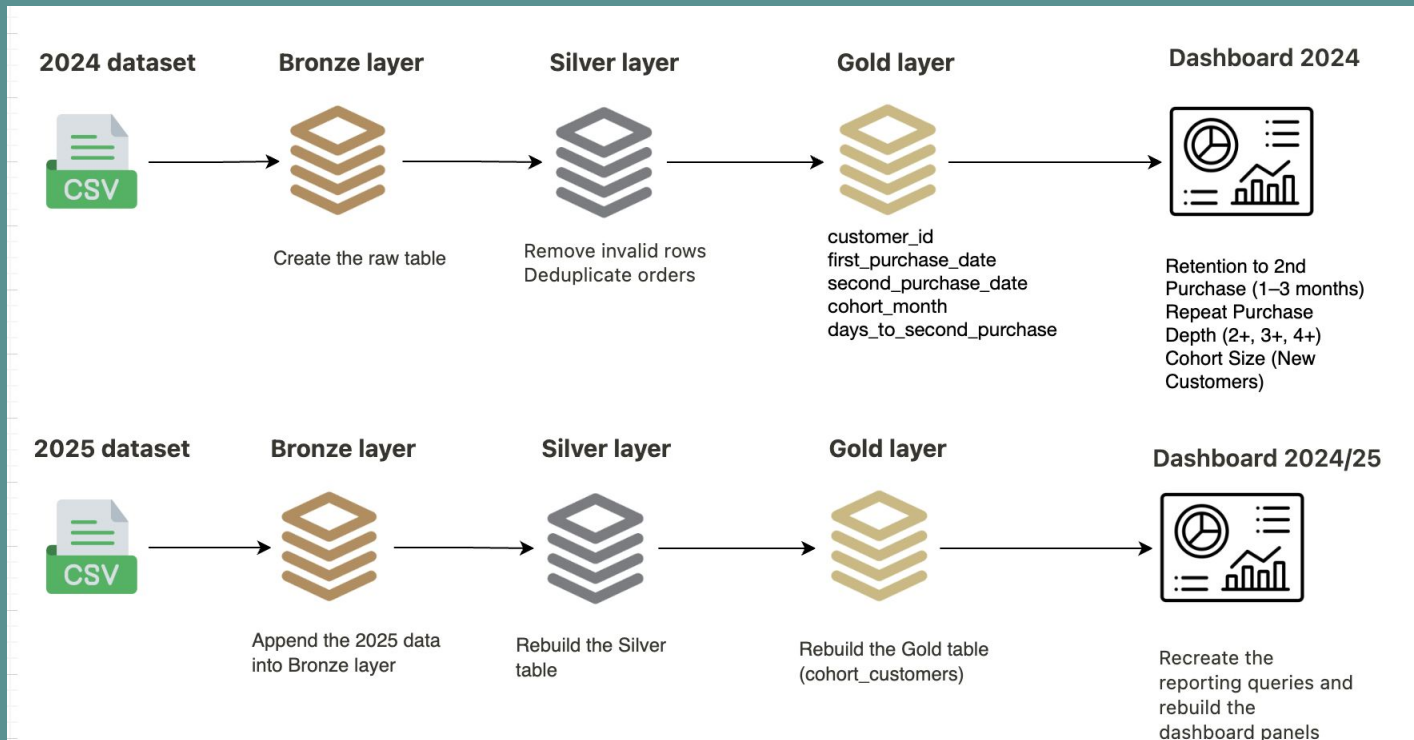 2024 dataset
Bronze layer
Silver layer
Gold layer
Dashboard 2024
CSV
Create the raw table
Remove invalid rows
Deduplicate orders
customer_id
first_purchase_date
second_purchase_date
cohort_month
days_to_second_purchase
Retention to 2nd
Purchase (1–3 months)
Repeat Purchase
Depth (2+, 3+, 4+)
Cohort Size (New
Customers)
2025 dataset
Bronze layer
Silver layer
Gold layer
Dashboard 2024/25
CSV
Append the 2025 data
into Bronze layer
Rebuild the Silver
table
Rebuild the Gold table
(cohort_customers)
Recreate the
reporting queries and
rebuild the
dashboard panels